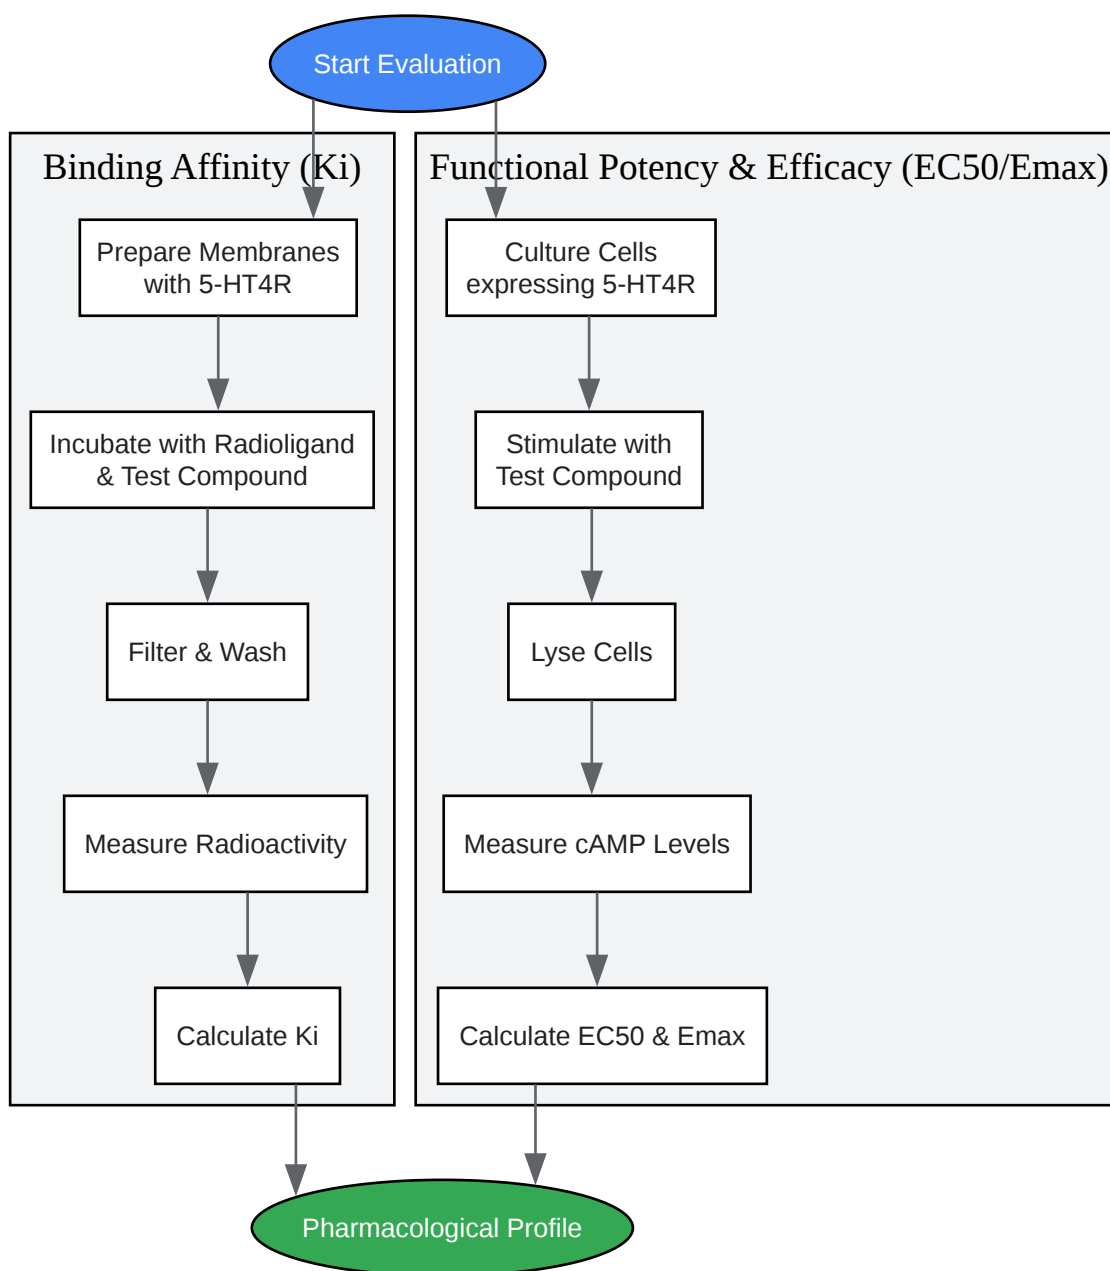 Start Evaluation
Binding Affinity (Ki)
Prepare Membranes
with 5-HT4R
Incubate with Radioligand
& Test Compound
Filter & Wash
Measure Radioactivity
Calculate Ki
Functional Potency & Efficacy (EC50/Emax)
Culture Cells
expressing 5-HT4R
Stimulate with
Test Compound
Lyse Cells
Measure cAMP Levels
Calculate EC50 & Emax
Pharmacological Profile